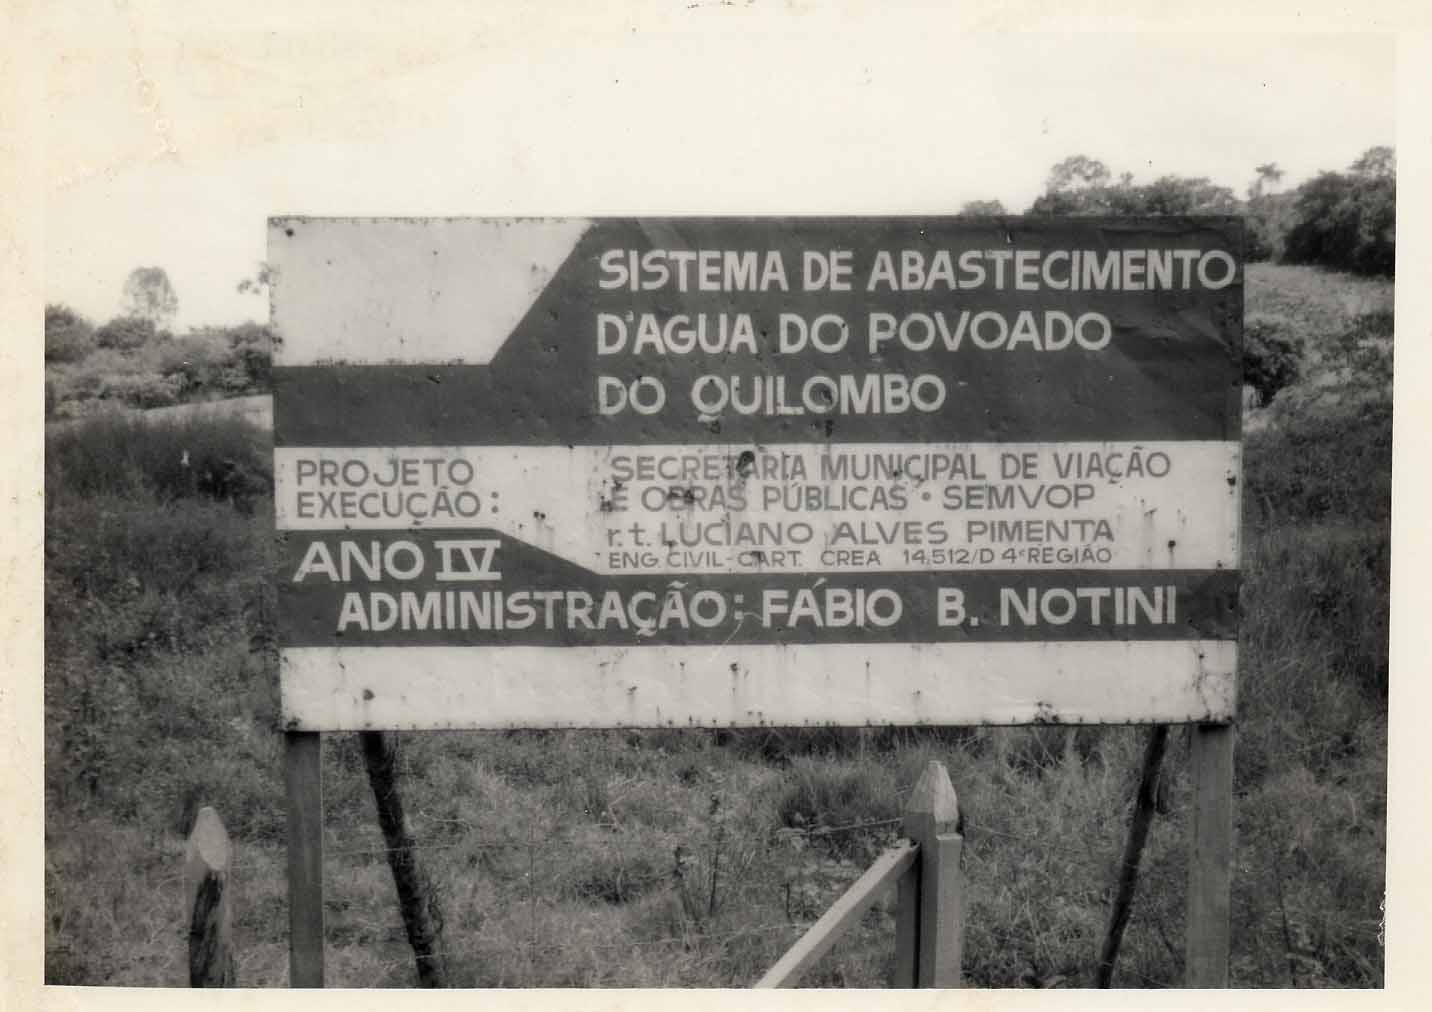 SISTEMA DE ABASTECIMENTO
D'AGUA DO POVOADO
DO QUILOMBO
PROJETO
EXECUÇÃO:
SECRETARIA MUNICIPAL DE VIAÇÃO
E OBRAS PÚBLICAS • SEMVOP
r.t. LUCIANO ALVES PIMENTA
ENG. CIVIL - CART. CREA 14.512/D 4ª REGIÃO
ANO IV
ADMINISTRAÇÃO: FÁBIO B. NOTINI